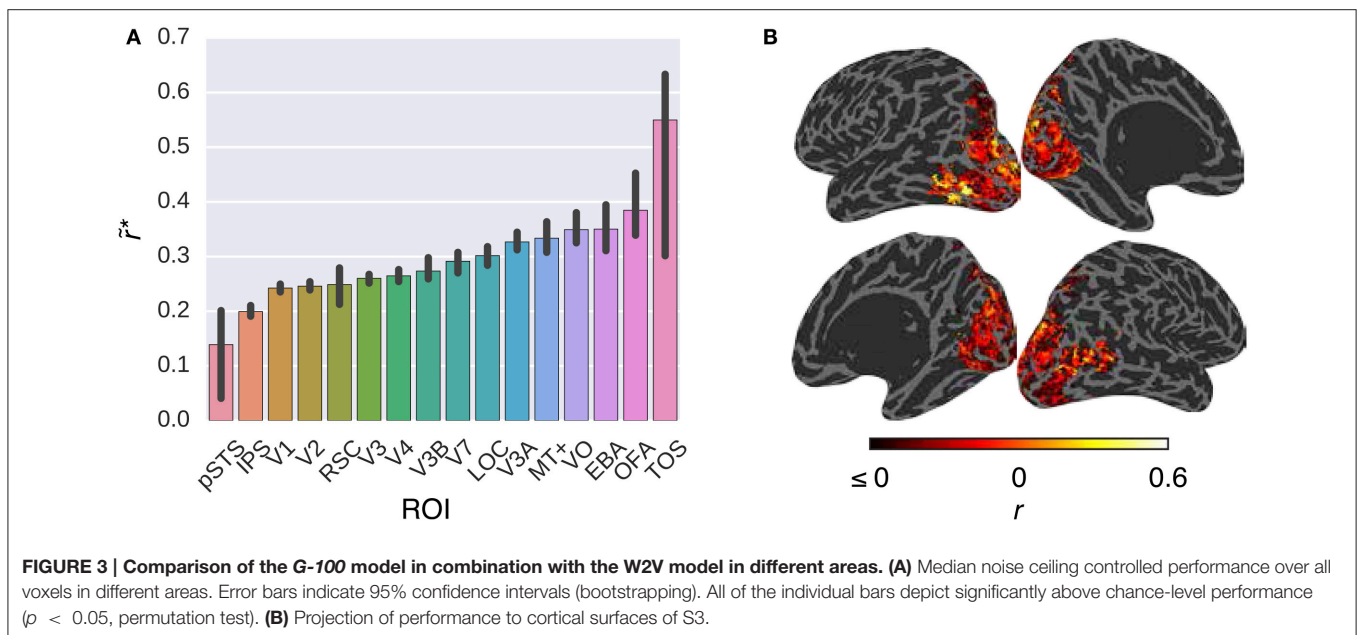 A
B
0.7
0.6
0.5
0.4
0.3
0.2
0.1
0.0
r̃*
pSTS IPS V1 V2 RSC V3 V4 V3B V7 LOC V3A MT+ VO EBA OFA TOS
ROI
≤ 0 0 0.6
r
FIGURE 3 | Comparison of the G-100 model in combination with the W2V model in different areas. (A) Median noise ceiling controlled performance over all
voxels in different areas. Error bars indicate 95% confidence intervals (bootstrapping). All of the individual bars depict significantly above chance-level performance
(p < 0.05, permutation test). (B) Projection of performance to cortical surfaces of S3.